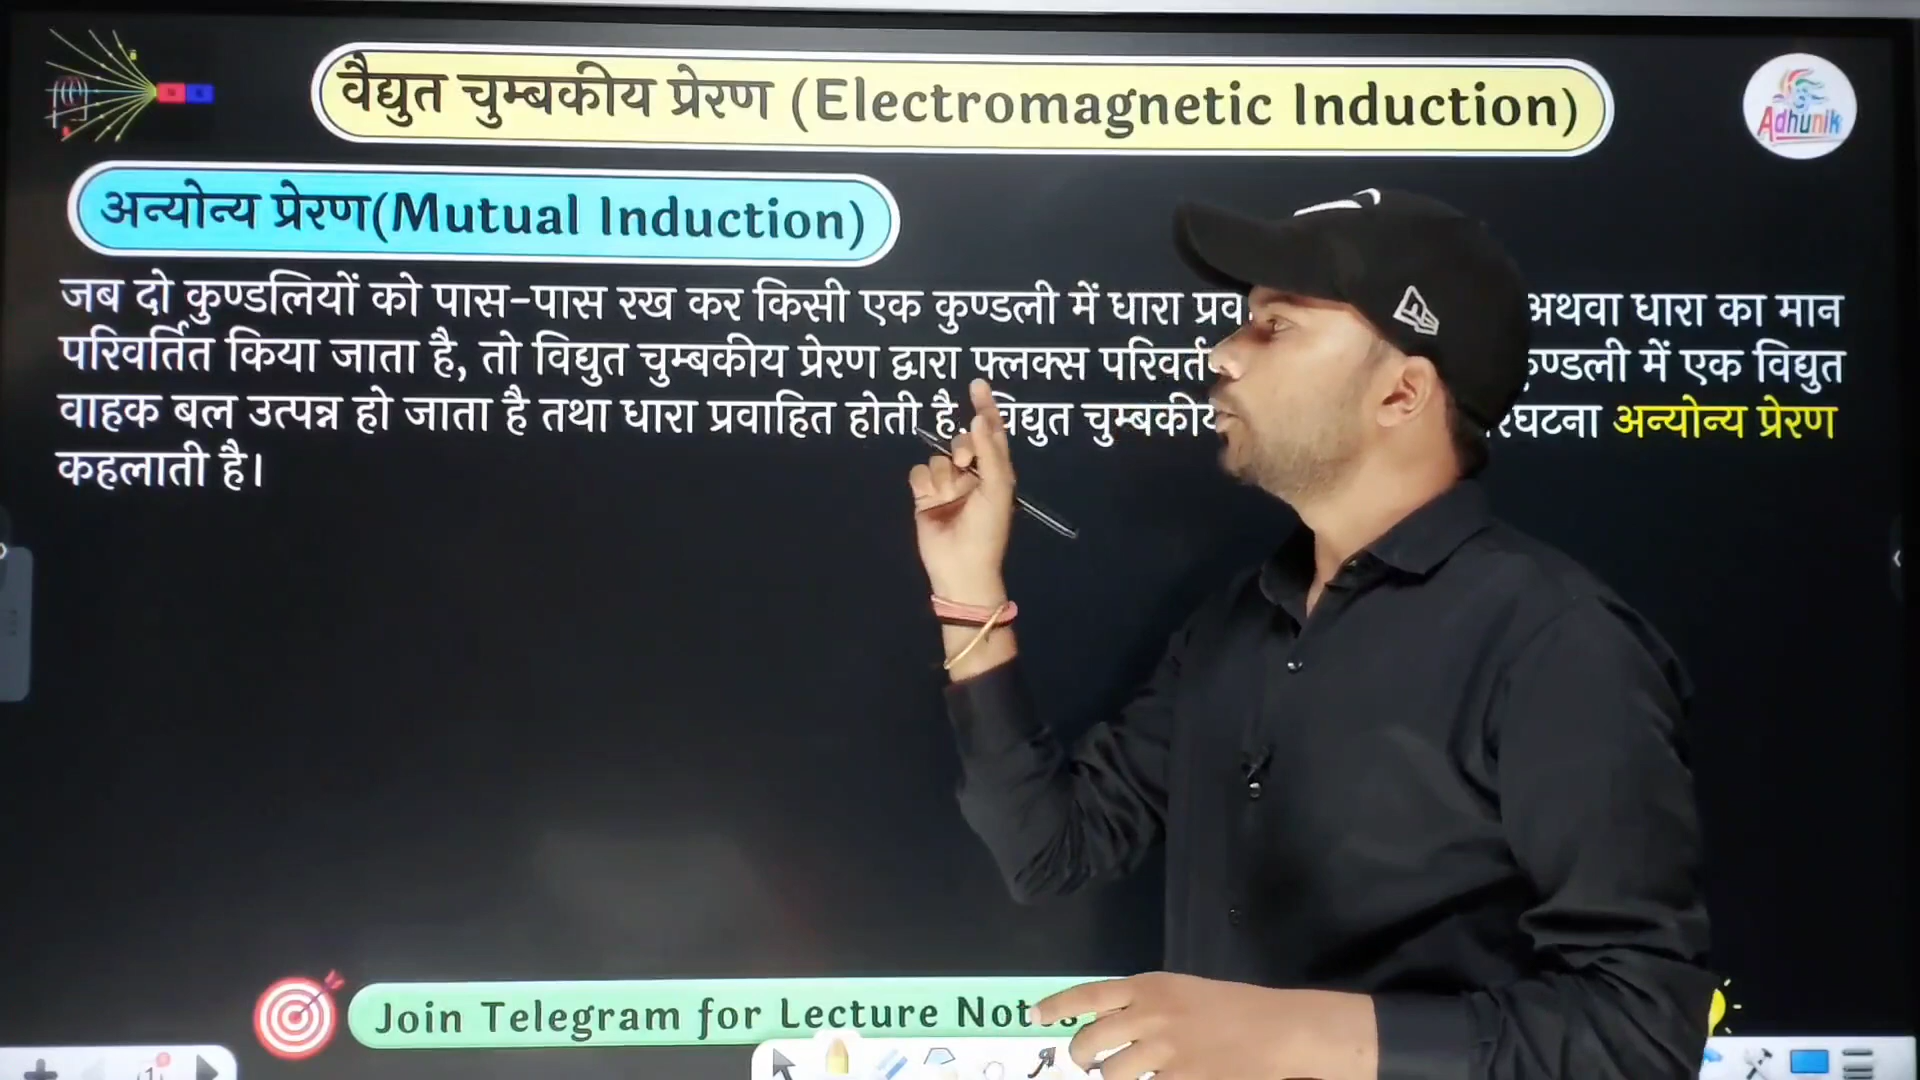 वैद्युत चुम्बकीय प्रेरण (Electromagnetic Induction)
Adhunik
अन्योन्य प्रेरण(Mutual Induction)
जब दो कुण्डलियों को पास-पास रख कर किसी एक कुण्डली में धारा अथवा धारा का मान
परिवर्तित किया जाता है, तो विद्युत चुम्बकीय प्रेरण द्वारा फ्लक्स में एक विद्युत
वाहक बल उत्पन्न हो जाता है तथा धारा प्रवाहित होती है. विद्युत चुम्बकीय अन्योन्य प्रेरण
कहलाती है।
Join Telegram for Lecture Notes